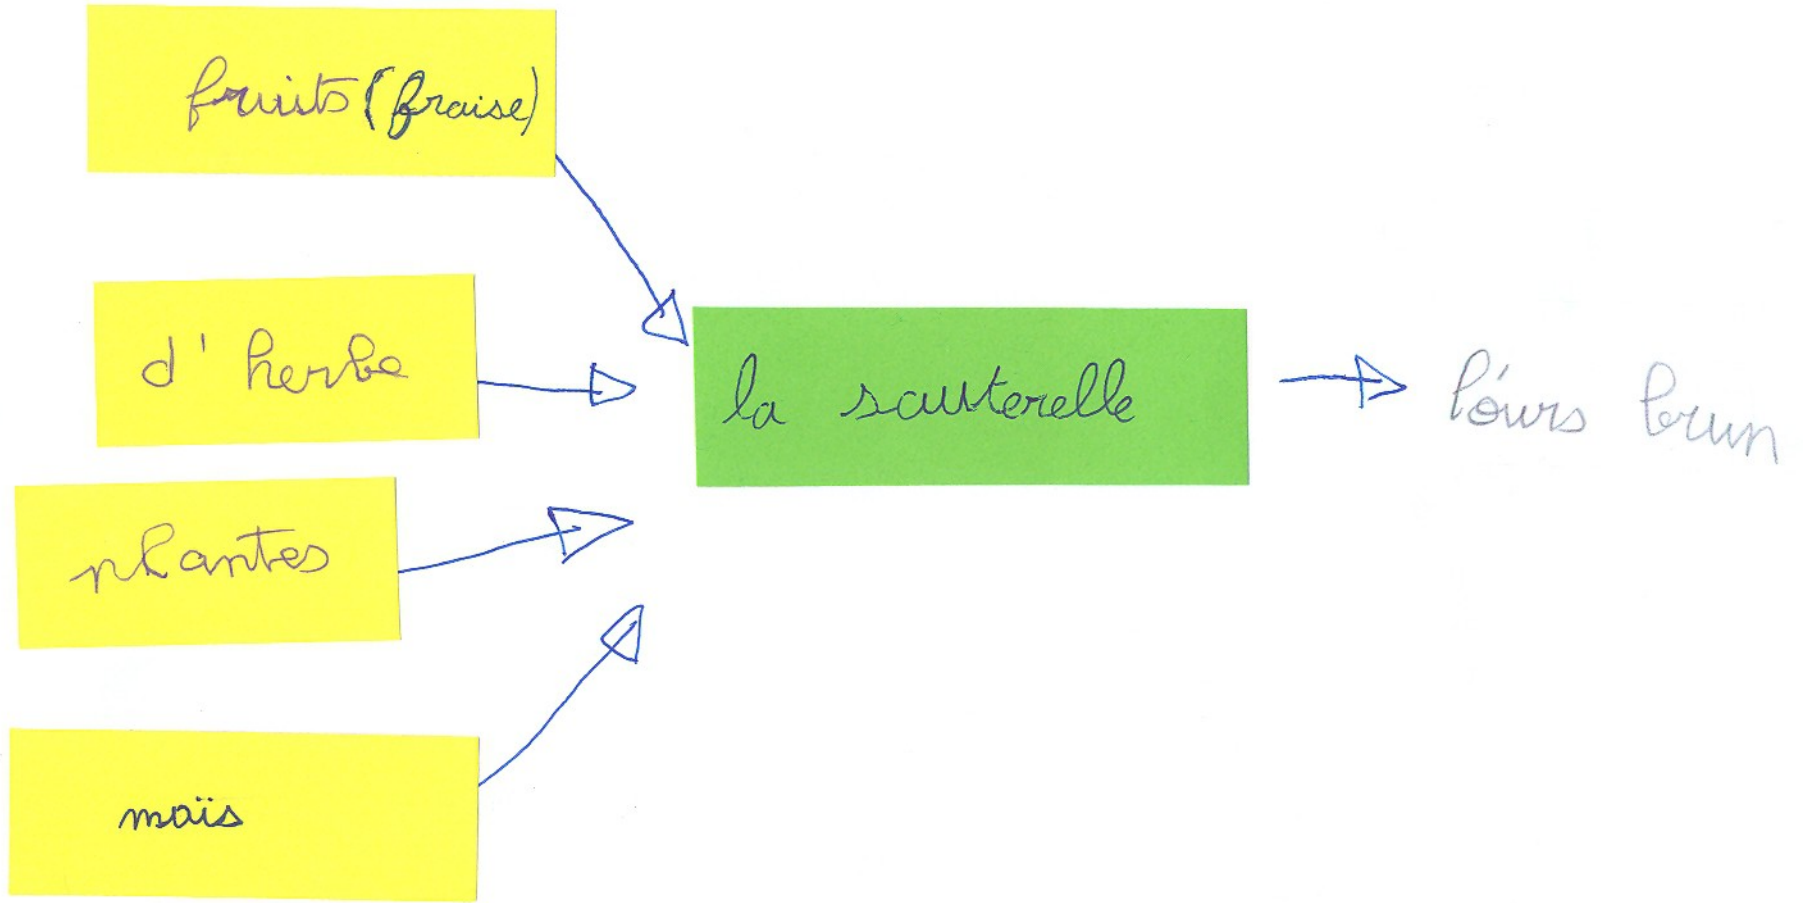 fruits (fraise)
d'herbe
plantes
maïs
la sauterelle
l'ours brun